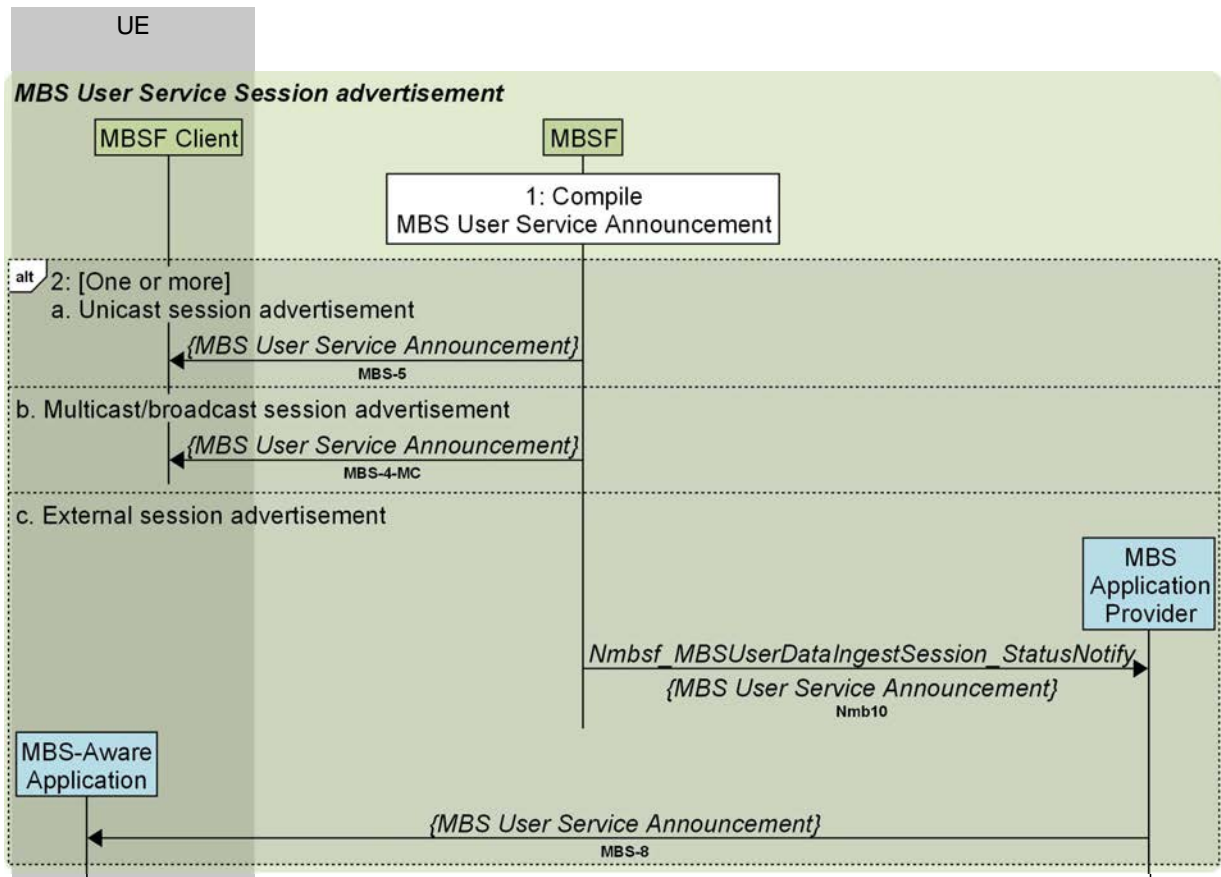 UE
MBS User Service Session advertisement
MBSF Client
MBSF
1: Compile
MBS User Service Announcement
alt
2: [One or more]
a. Unicast session advertisement
{MBS User Service Announcement}
MBS-5
b. Multicast/broadcast session advertisement
{MBS User Service Announcement}
MBS-4-MC
c. External session advertisement
MBS
Application
Provider
Nmbsf_MBSUserDataIngestSession_StatusNotify
{MBS User Service Announcement}
Nmb10
MBS-Aware
Application
{MBS User Service Announcement}
MBS-8